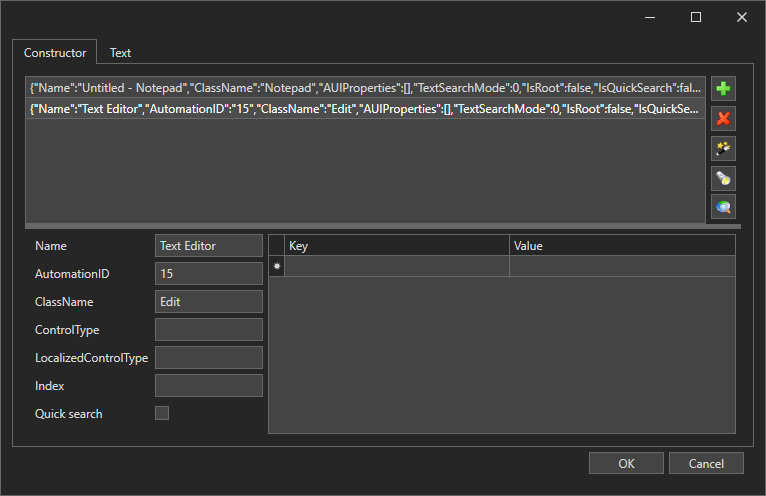 Constructor Text
{"Name":"Untitled - Notepad","ClassName":"Notepad","AUIProperties":[],"TextSearchMode":0,"IsRoot":false,"IsQuickSearch":fal...
{"Name":"Text Editor","AutomationID":"15","ClassName":"Edit","AUIProperties":[],"TextSearchMode":0,"IsRoot":false,"IsQuickSe...
Name Text Editor Key Value
AutomationID 15
ClassName Edit
ControlType
LocalizedControlType
Index
Quick search
OK Cancel